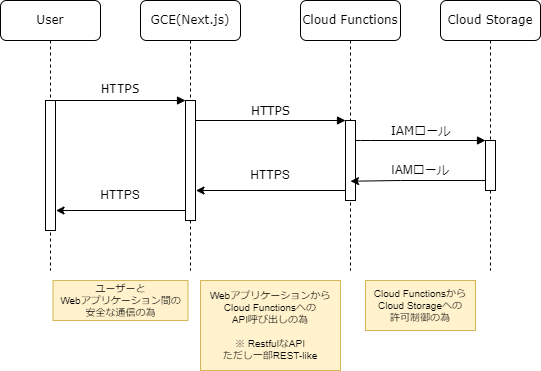 User
GCE(Next.js)
Cloud Functions
Cloud Storage
HTTPS
HTTPS
IAMロール
IAMロール
HTTPS
HTTPS
ユーザーと
Webアプリケーション間の
安全な通信の為
Webアプリケーションから
Cloud Functionsへの
API呼び出しの為
※ RestfulなAPI
ただし一部REST-like
Cloud Functionsから
Cloud Storageへの
許可制御の為